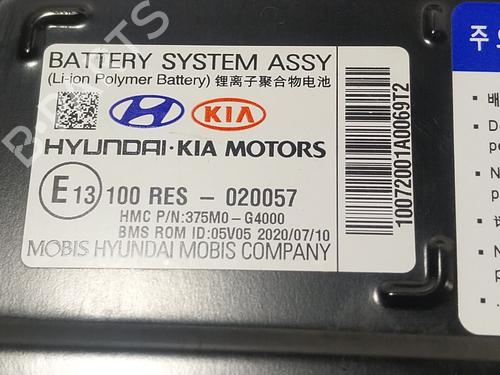 BATTERY SYSTEM ASSY
(Li-ion Polymer Battery) 锂离子聚合物电池
KIA
HYUNDAI · KIA MOTORS
E 13 100 RES - 020057
HMC P/N:375M0-G4000
BMS ROM ID:05V05 2020/07/10
MOBIS HYUNDAI MOBIS COMPANY
10072001A0069T2
주